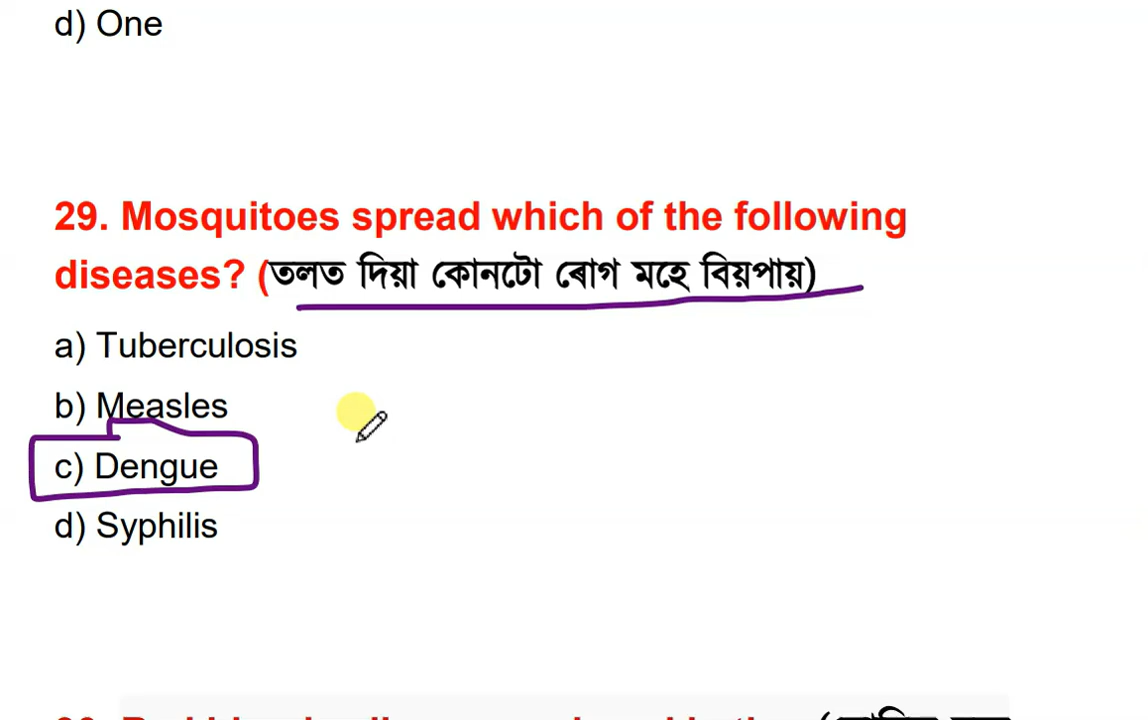 d) One
29. Mosquitoes spread which of the following
diseases? (তলত দিয়া কোনটো ৰোগ মহে বিয়পায়)
a) Tuberculosis
b) Measles
c) Dengue
d) Syphilis